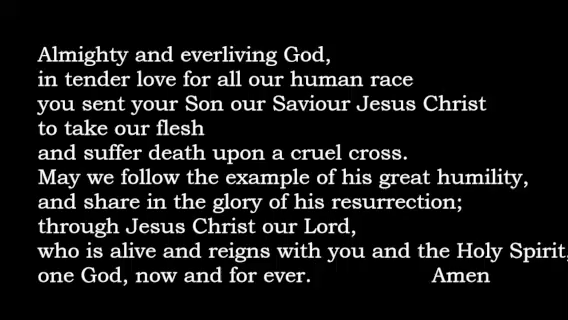 Almighty and everliving God,
in tender love for all our human race
you sent your Son our Saviour Jesus Christ
to take our flesh
and suffer death upon a cruel cross.
May we follow the example of his great humility,
and share in the glory of his resurrection;
through Jesus Christ our Lord,
who is alive and reigns with you and the Holy Spirit,
one God, now and for ever. Amen